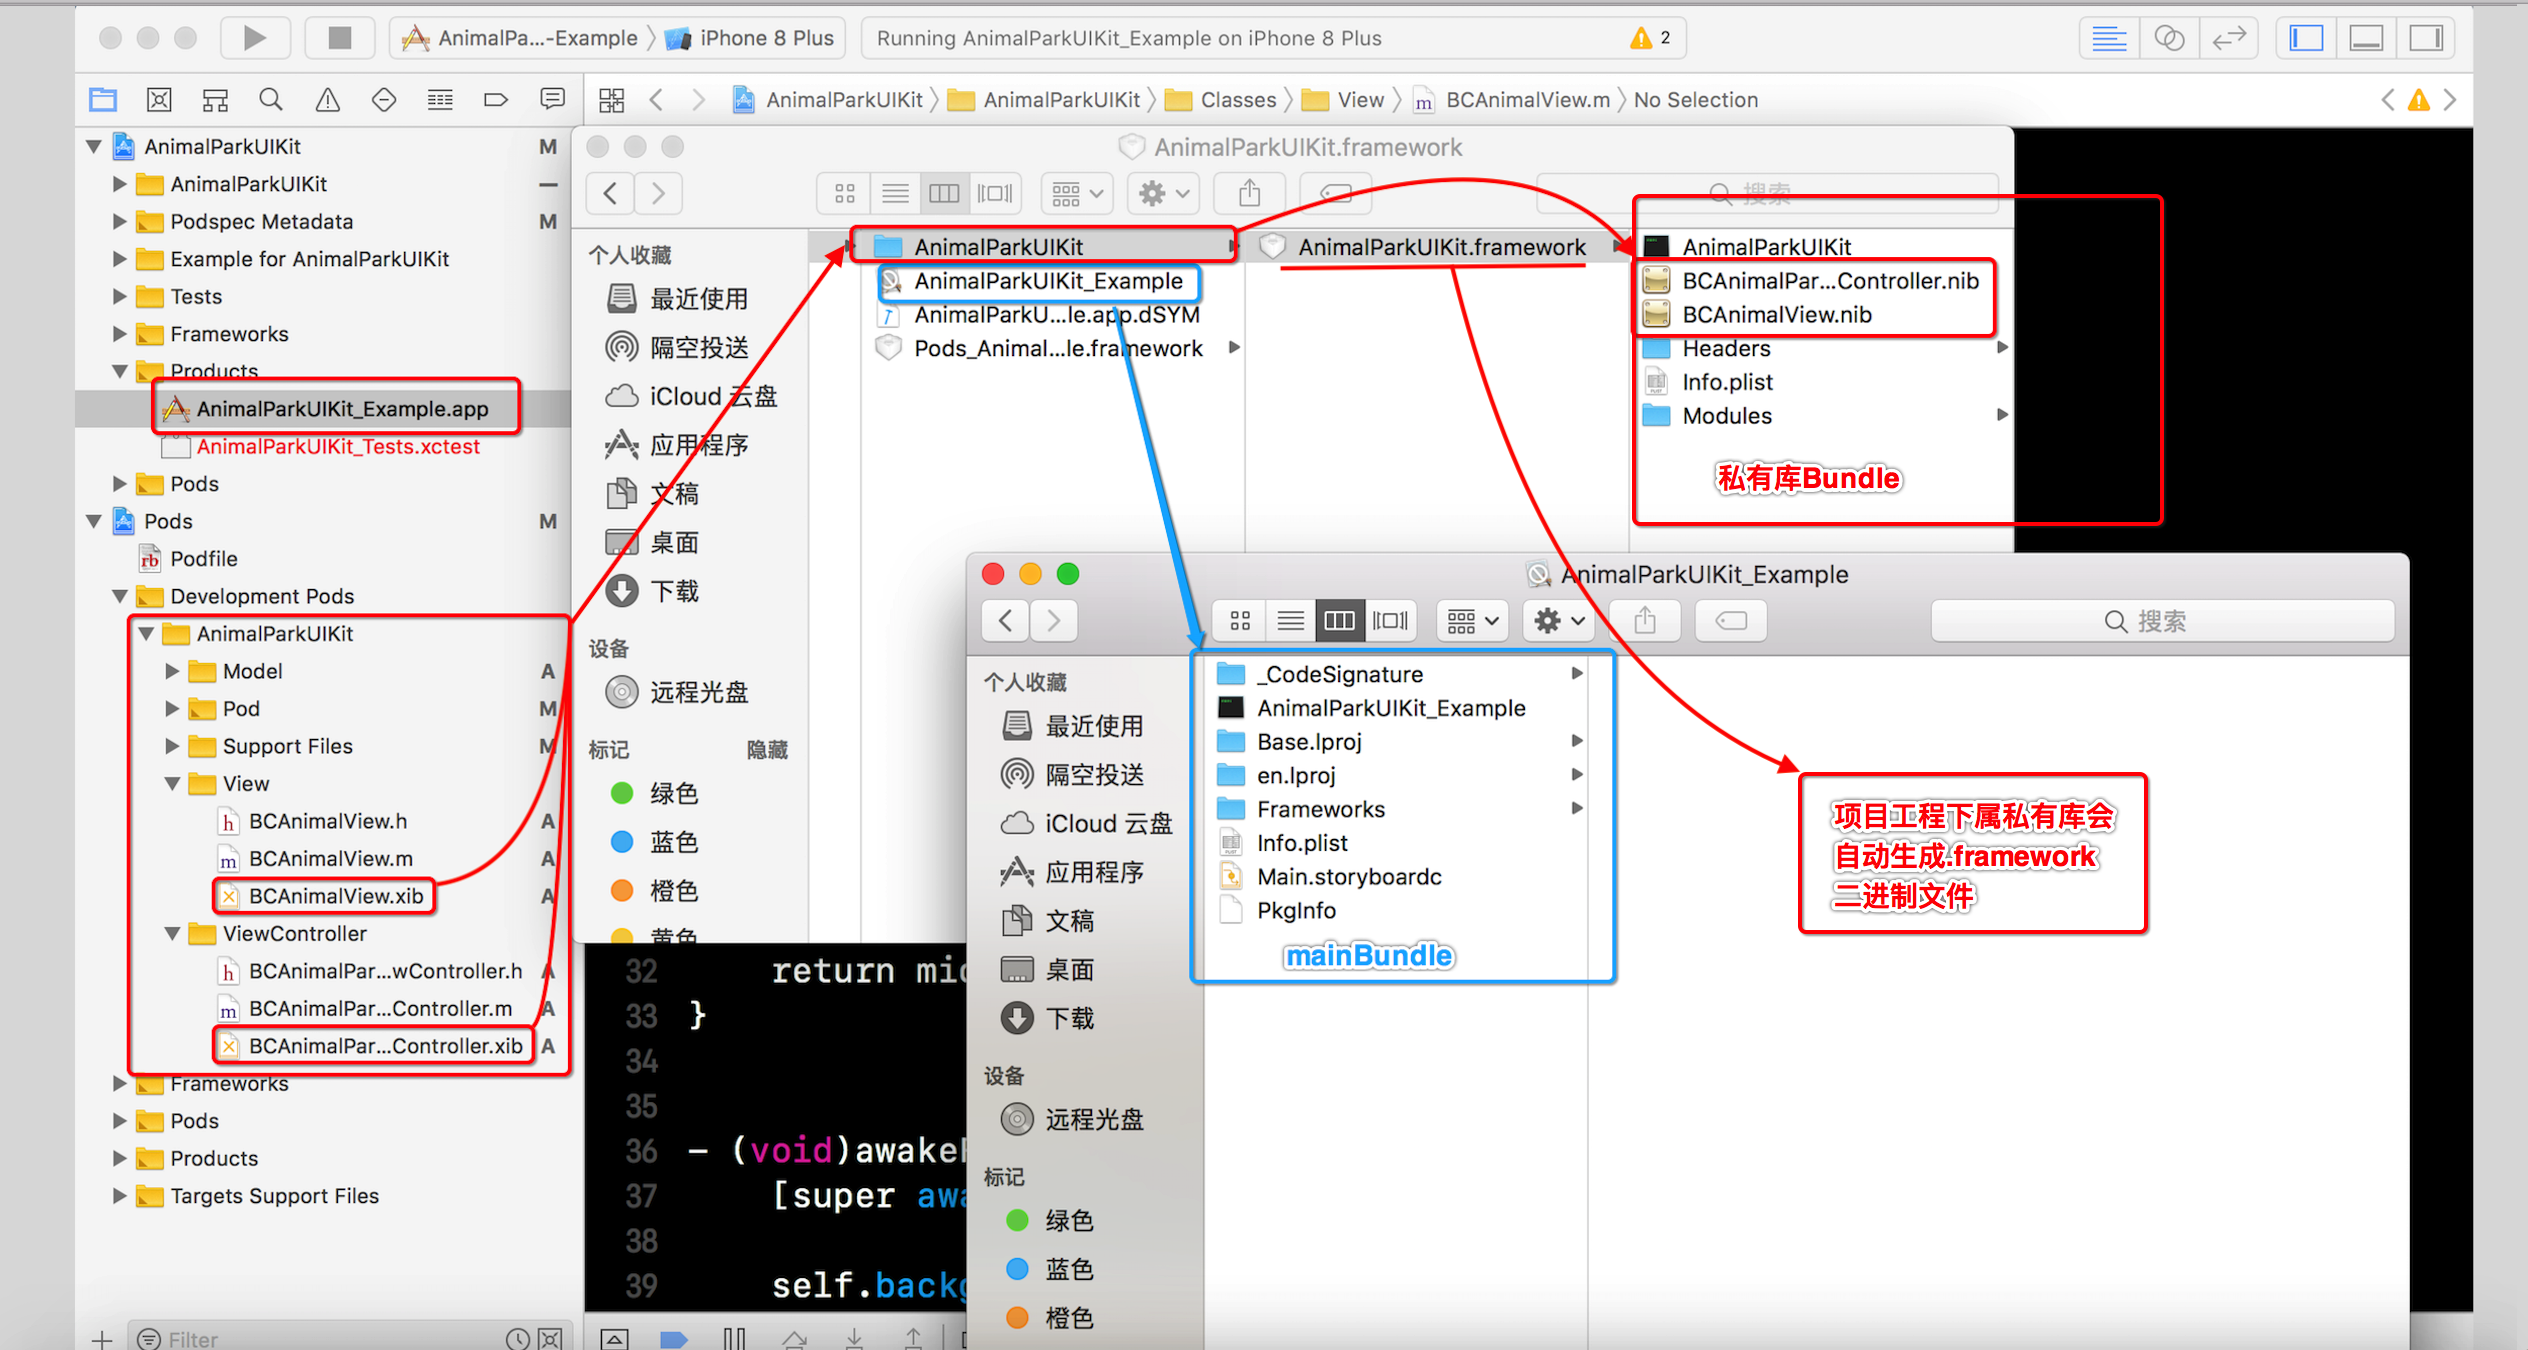 AnimalPa...-Example
iPhone 8 Plus
Running AnimalParkUIKit_Example on iPhone 8 Plus
2
AnimalParkUIKit
AnimalParkUIKit
Classes
View
m
BCAnimalView.m
No Selection
AnimalParkUIKit
M
AnimalParkUIKit
Podspec Metadata
M
Example for AnimalParkUIKit
Tests
Frameworks
Products
AnimalParkUIKit_Example.app
AnimalParkUIKit_Tests.xctest
Pods
Pods
M
rb
Podfile
Development Pods
AnimalParkUIKit
Model
A
Pod
M
Support Files
M
View
h
BCAnimalView.h
A
m
BCAnimalView.m
A
BCAnimalView.xib
A
ViewController
h
BCAnimalPar...wController.h
A
m
BCAnimalPar...Controller.m
A
BCAnimalPar...Controller.xib
A
Frameworks
Pods
Products
Targets Support Files
Filter
AnimalParkUIKit.framework
搜索
个人收藏
最近使用
隔空投送
iCloud 云盘
应用程序
文稿
桌面
下载
设备
远程光盘
标记
隐藏
绿色
蓝色
橙色
黄色
AnimalParkUIKit
AnimalParkUIKit_Example
AnimalParkU...le.app.dSYM
Pods_Animal...le.framework
AnimalParkUIKit.framework
AnimalParkUIKit
BCAnimalPar...Controller.nib
BCAnimalView.nib
Headers
Info.plist
Modules
私有库Bundle
AnimalParkUIKit_Example
搜索
个人收藏
最近使用
隔空投送
iCloud 云盘
应用程序
文稿
桌面
下载
设备
远程光盘
标记
绿色
蓝色
橙色
_CodeSignature
AnimalParkUIKit_Example
Base.lproj
en.lproj
Frameworks
Info.plist
Main.storyboardc
PkgInfo
mainBundle
项目工程下属私有库会
自动生成.framework
二进制文件
32 return mic
33 }
34
35
36 - (void)awakeF
37 [super awa
38
39 self.backg